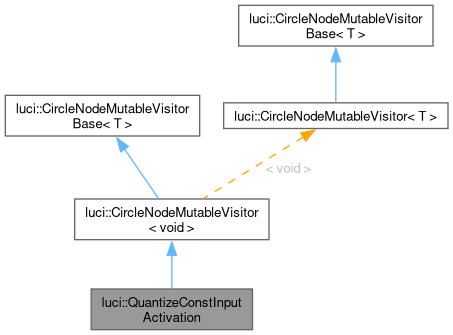 luci::CircleNodeMutableVisitor
Base< T >
luci::CircleNodeMutableVisitor
Base< T >
luci::CircleNodeMutableVisitor< T >
< void >
luci::CircleNodeMutableVisitor
< void >
luci::QuantizeConstInput
Activation